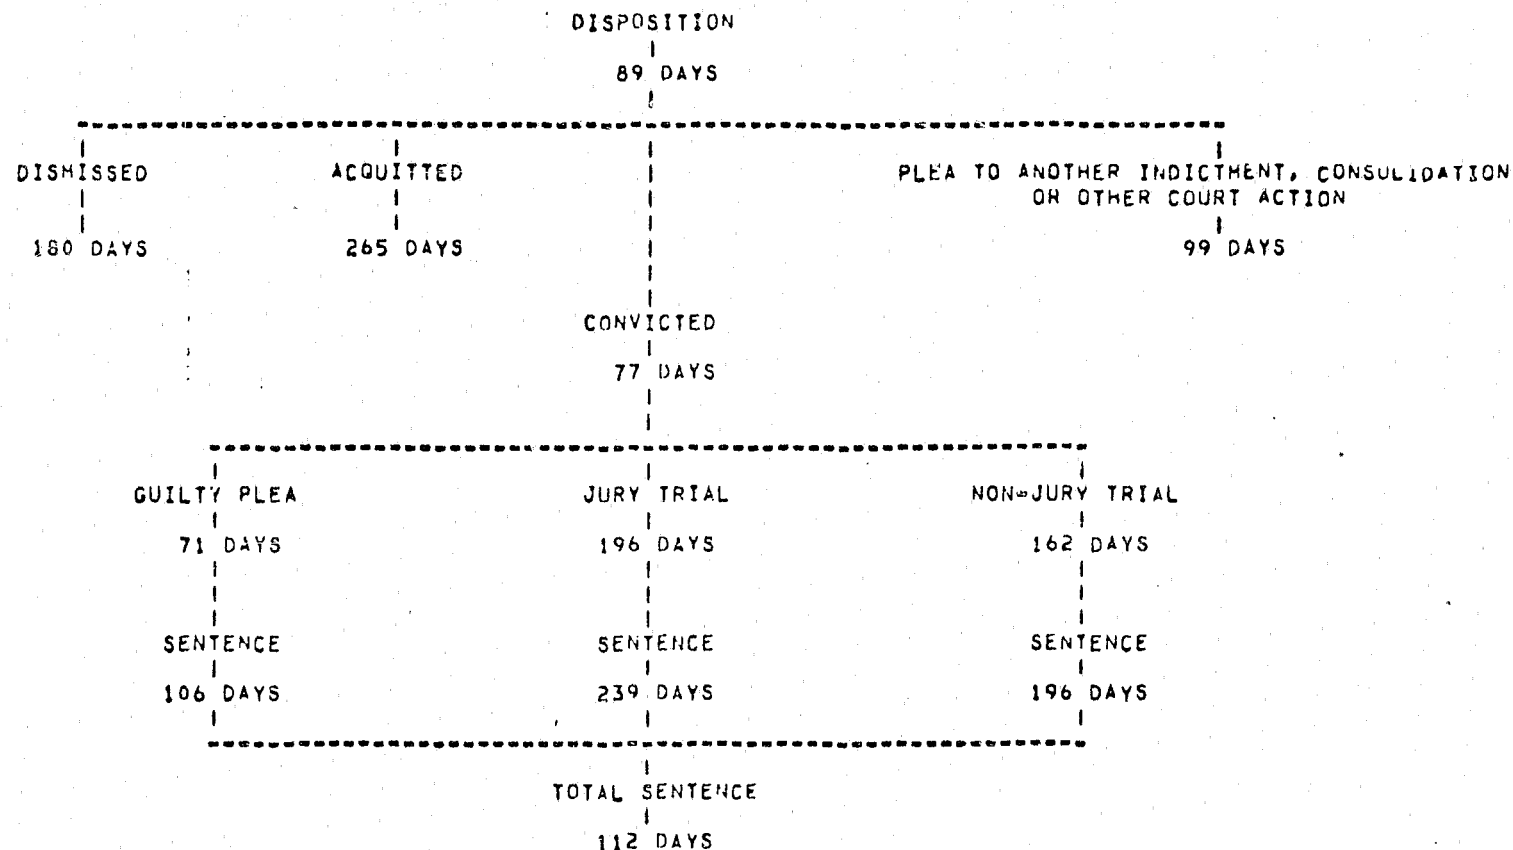 DISPOSITION
89 DAYS
DISMISSED
180 DAYS
ACQUITTED
265 DAYS
PLEA TO ANOTHER INDICTMENT, CONSULIDATION
OR OTHER COURT ACTION
99 DAYS
CONVICTED
77 DAYS
GUILTY PLEA
71 DAYS
SENTENCE
106 DAYS
JURY TRIAL
196 DAYS
SENTENCE
239 DAYS
NON-JURY TRIAL
162 DAYS
SENTENCE
196 DAYS
TOTAL SENTENCE
112 DAYS